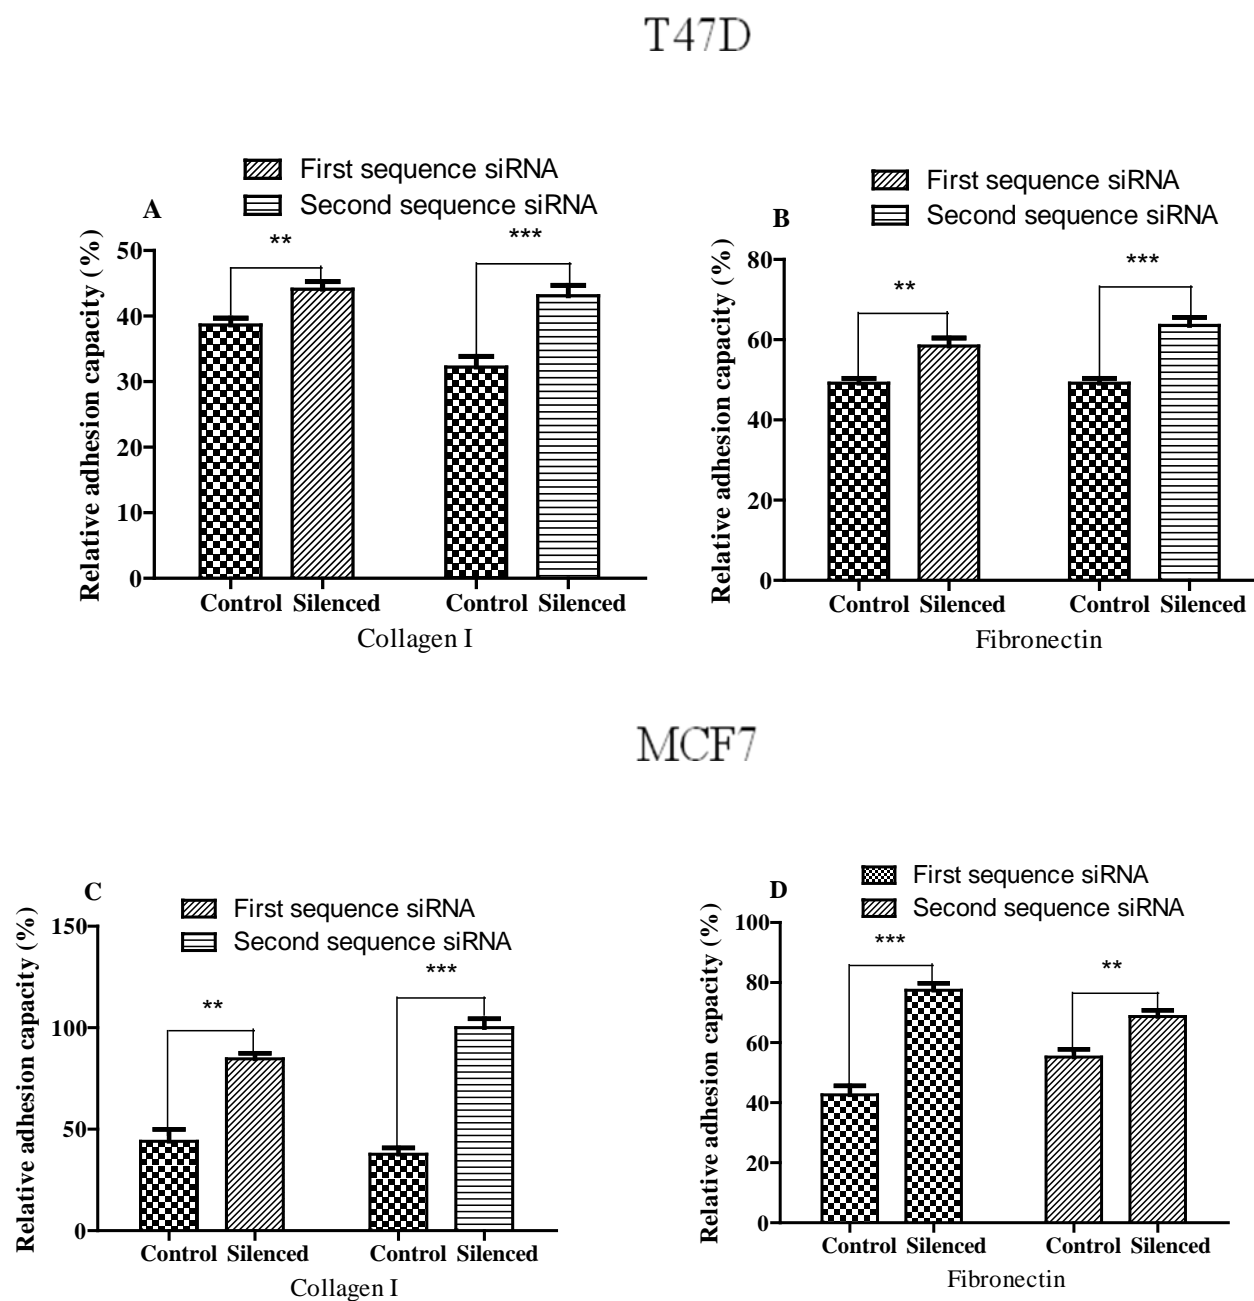 T47D
A
First sequence siRNA
Second sequence siRNA
Relative adhesion capacity (%)
50
40
30
20
10
0
**
***
Control Silenced
Control Silenced
Collagen I
B
First sequence siRNA
Second sequence siRNA
Relative adhesion capacity (%)
80
60
40
20
0
**
***
Control Silenced
Control Silenced
Fibronectin
MCF7
C
First sequence siRNA
Second sequence siRNA
Relative adhesion capacity (%)
150
100
50
0
**
***
Control Silenced
Control Silenced
Collagen I
D
First sequence siRNA
Second sequence siRNA
Relative adhesion capacity (%)
100
80
60
40
20
0
***
**
Control Silenced
Control Silenced
Fibronectin